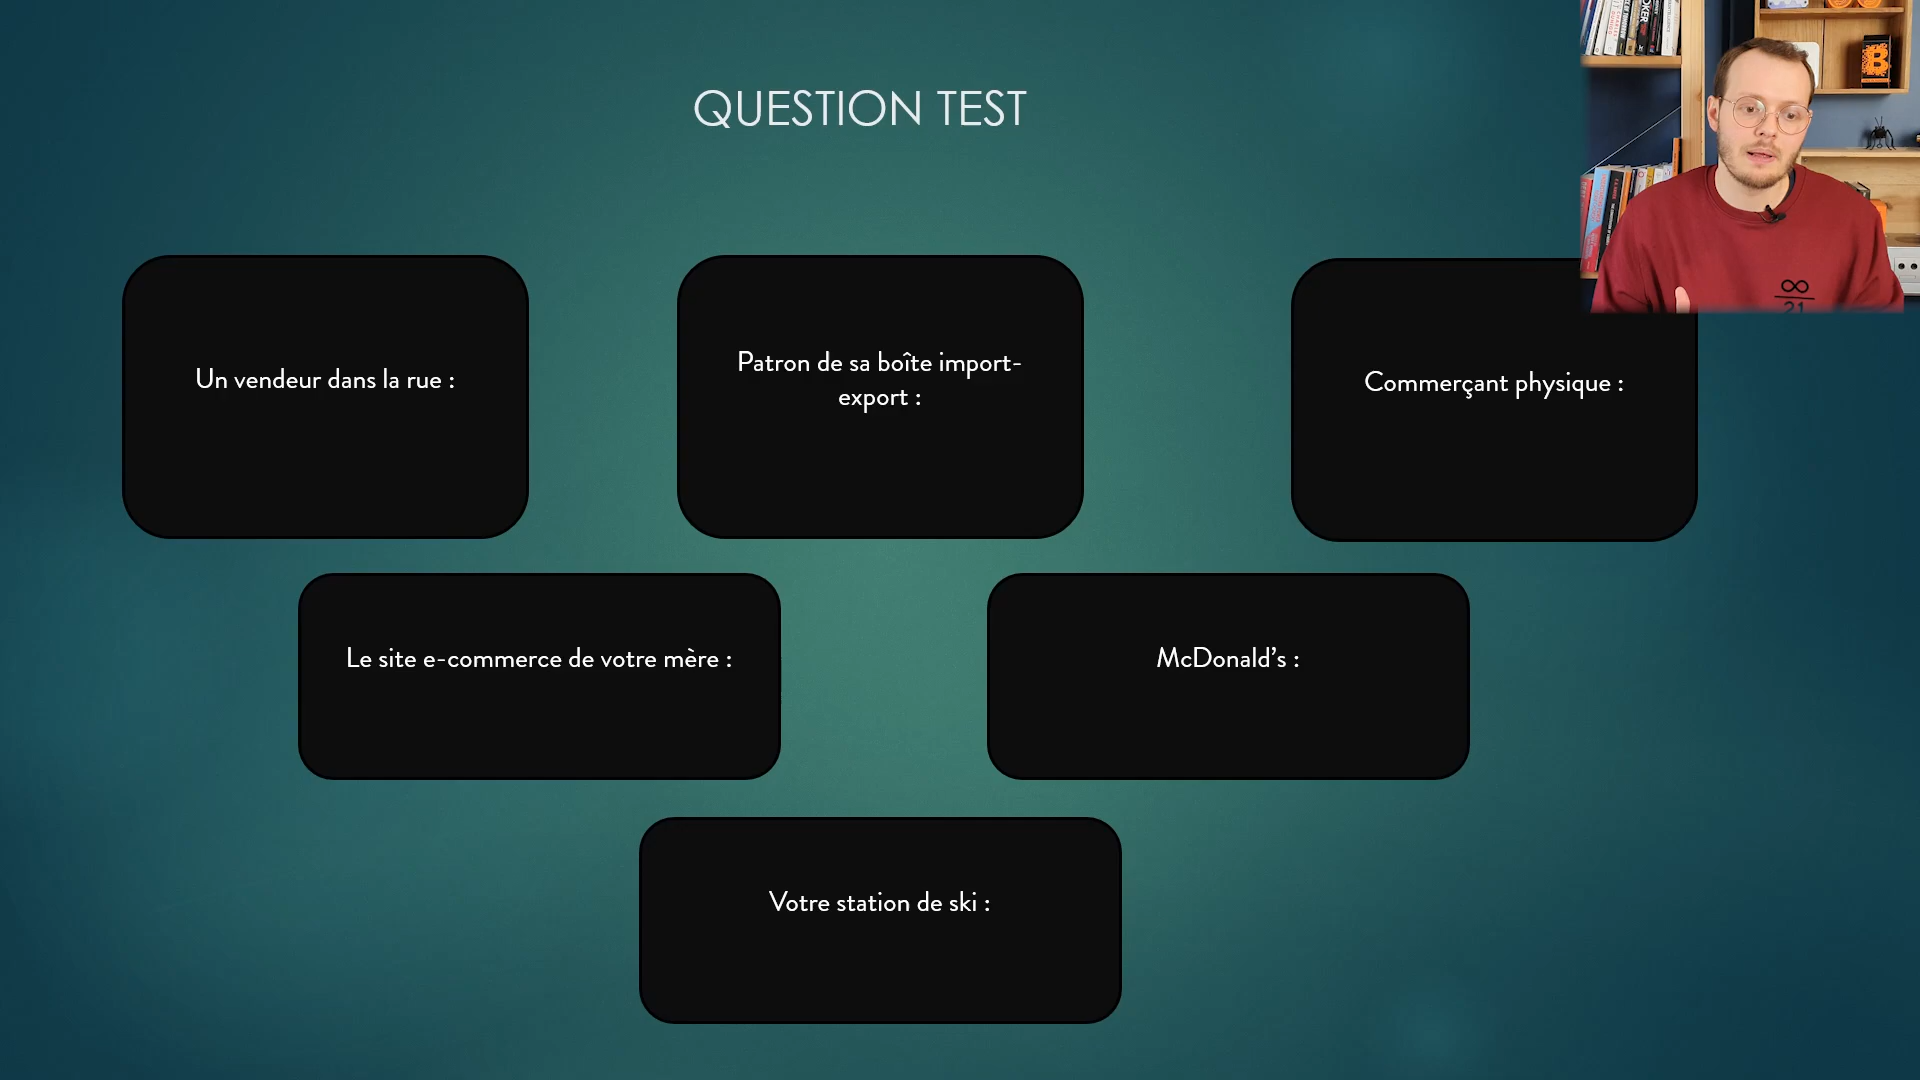 QUESTION TEST
Un vendeur dans la rue :
Patron de sa boîte import-
export :
Commerçant physique :
Le site e-commerce de votre mère :
McDonald’s :
Votre station de ski :
∞
21